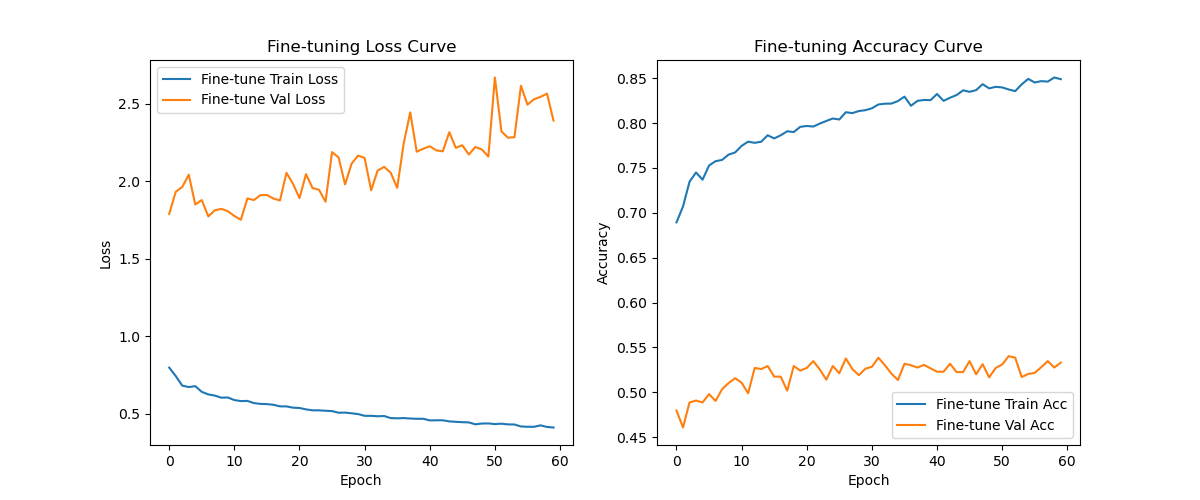 Fine-tuning Loss Curve
Fine-tune Train Loss
Fine-tune Val Loss
2.5
2.0
1.5
1.0
0.5
Loss
0 10 20 30 40 50 60
Epoch
Fine-tuning Accuracy Curve
0.85
0.80
0.75
0.70
0.65
0.60
0.55
0.50
0.45
Accuracy
Fine-tune Train Acc
Fine-tune Val Acc
0 10 20 30 40 50 60
Epoch